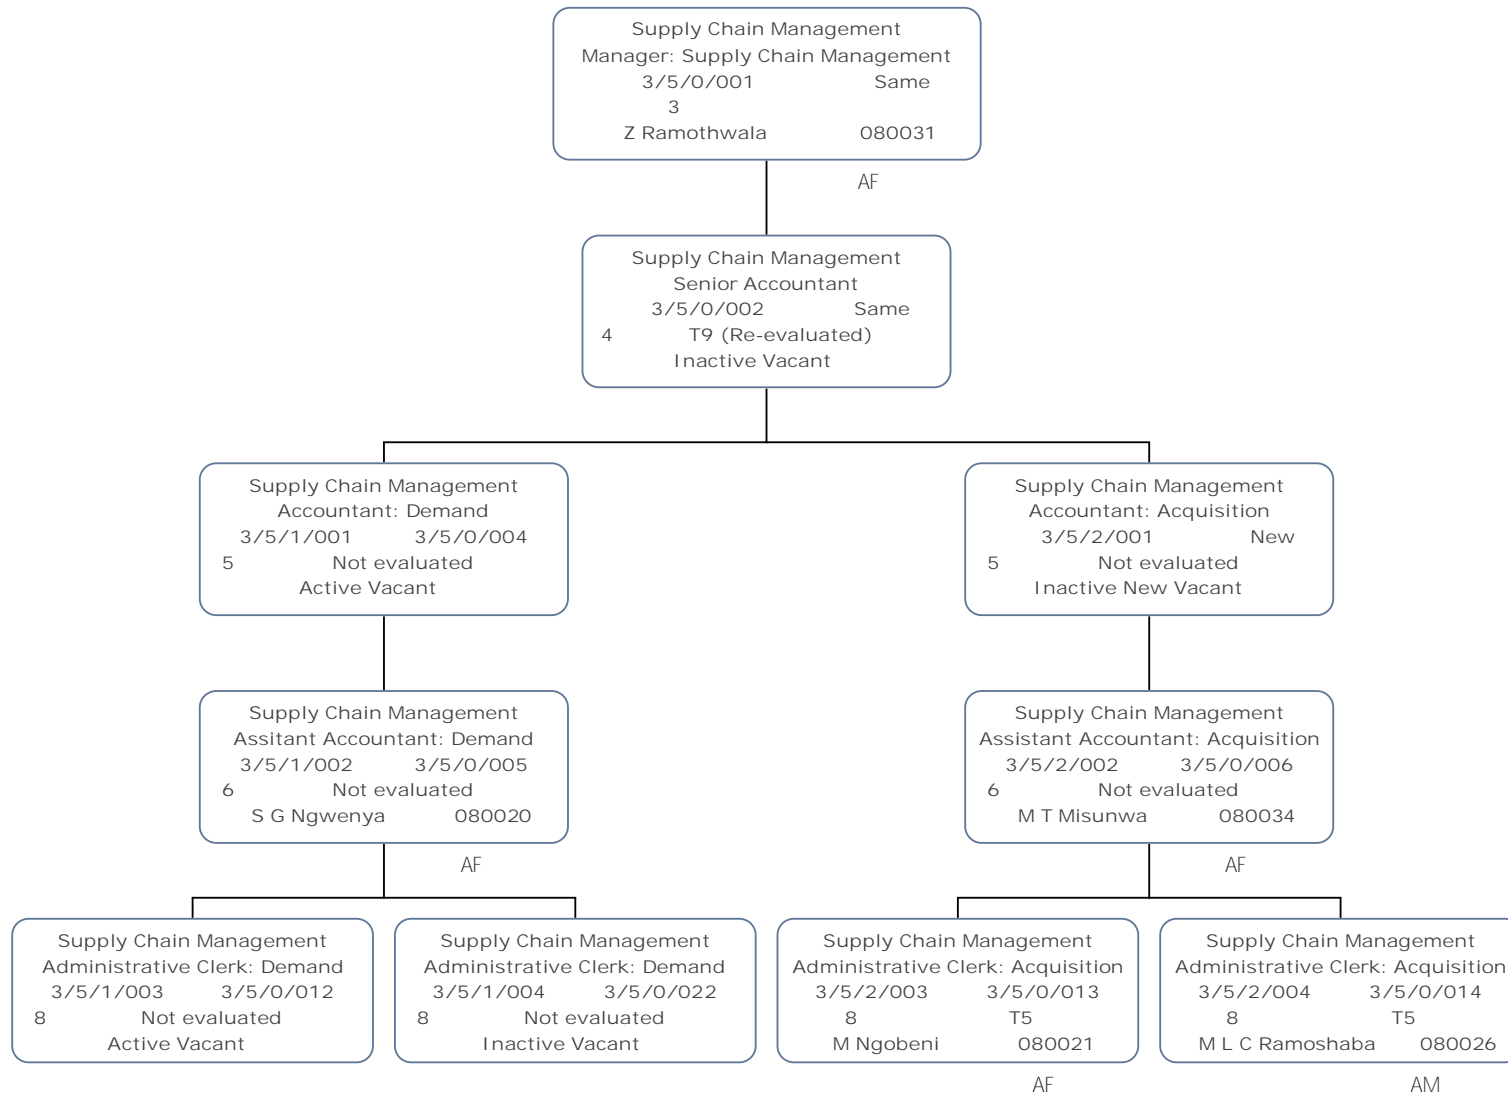 Supply Chain Management
Manager: Supply Chain Management
3/5/0/001 Same
3
Z Ramothwala 080031
AF
Supply Chain Management
Senior Accountant
3/5/0/002 Same
4 T9 (Re-evaluated)
Inactive Vacant
Supply Chain Management
Accountant: Demand
3/5/1/001 3/5/0/004
5 Not evaluated
Active Vacant
Supply Chain Management
Accountant: Acquisition
3/5/2/001 New
5 Not evaluated
Inactive New Vacant
Supply Chain Management
Assitant Accountant: Demand
3/5/1/002 3/5/0/005
6 Not evaluated
S G Ngwenya 080020
AF
Supply Chain Management
Assistant Accountant: Acquisition
3/5/2/002 3/5/0/006
6 Not evaluated
M T Misunwa 080034
AF
Supply Chain Management
Administrative Clerk: Demand
3/5/1/003 3/5/0/012
8 Not evaluated
Active Vacant
Supply Chain Management
Administrative Clerk: Demand
3/5/1/004 3/5/0/022
8 Not evaluated
Inactive Vacant
Supply Chain Management
Administrative Clerk: Acquisition
3/5/2/003 3/5/0/013
8 T5
M Ngobeni 080021
AF
Supply Chain Management
Administrative Clerk: Acquisition
3/5/2/004 3/5/0/014
8 T5
M L C Ramoshaba 080026
AM